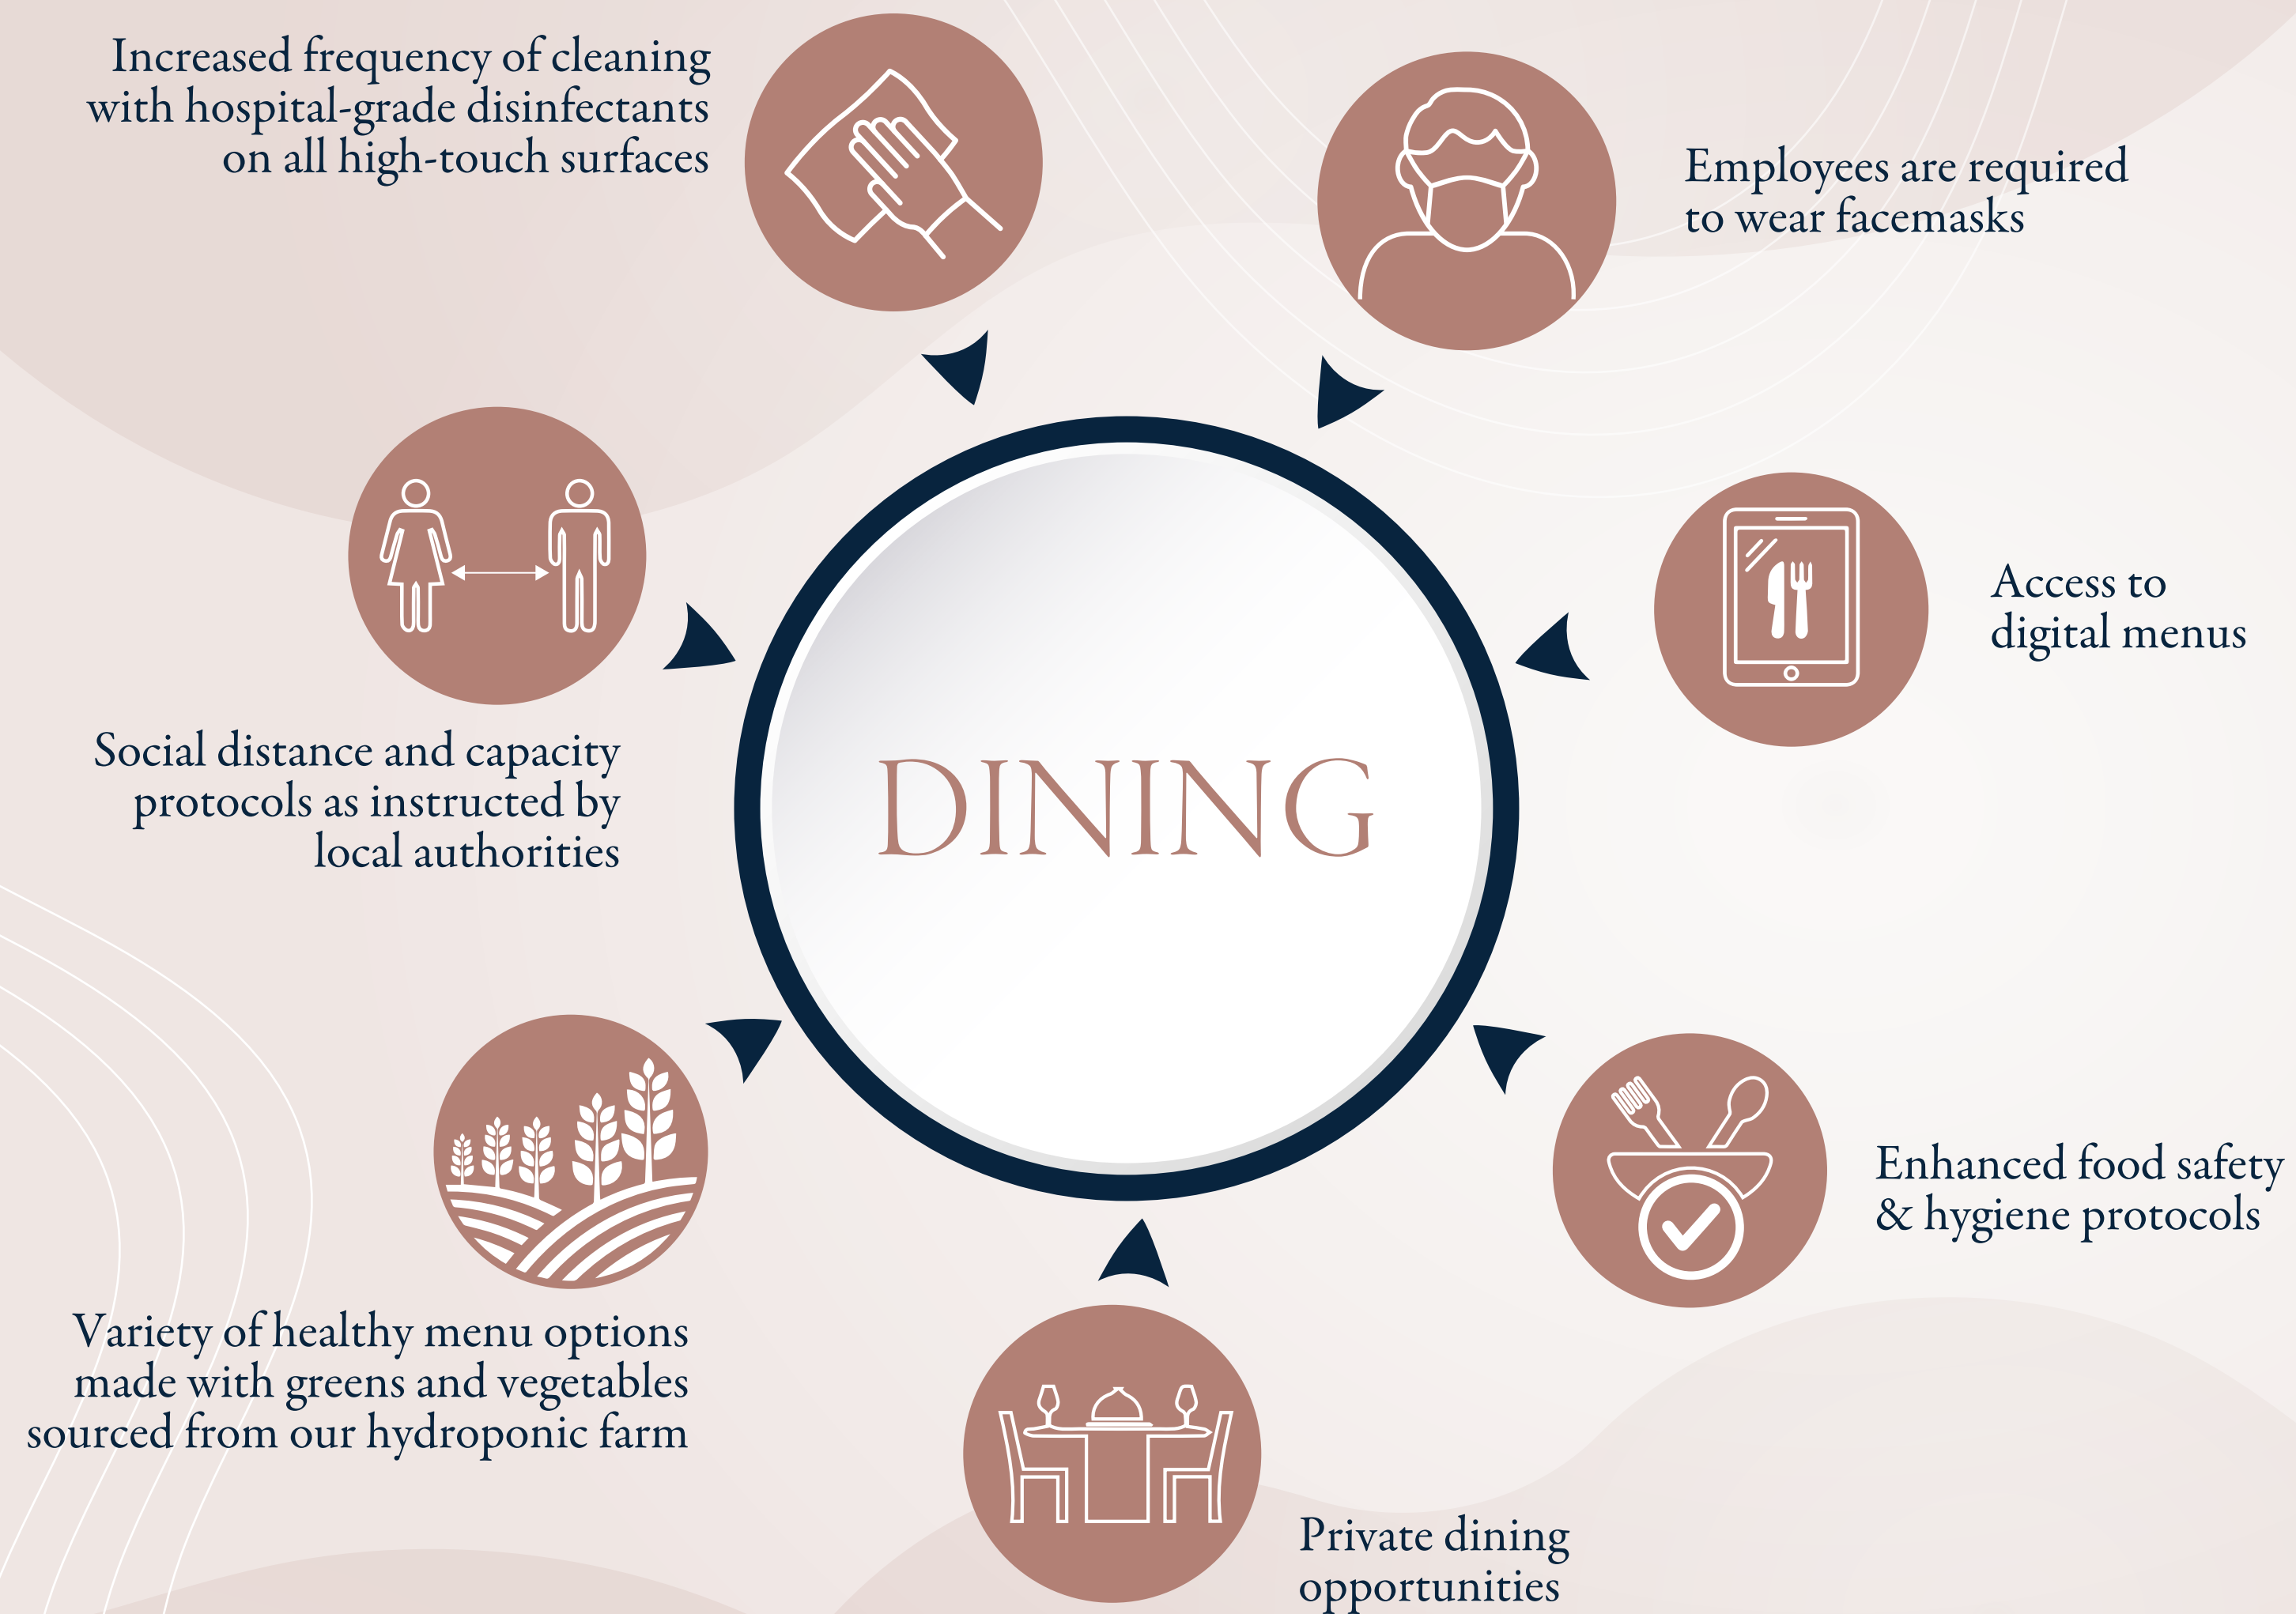 Increased frequency of cleaning
with hospital-grade disinfectants
on all high-touch surfaces
Employees are required
to wear facemasks
Access to
digital menus
Social distance and capacity
protocols as instructed by
local authorities
DINING
Enhanced food safety
& hygiene protocols
Variety of healthy menu options
made with greens and vegetables
sourced from our hydroponic farm
Private dining
opportunities